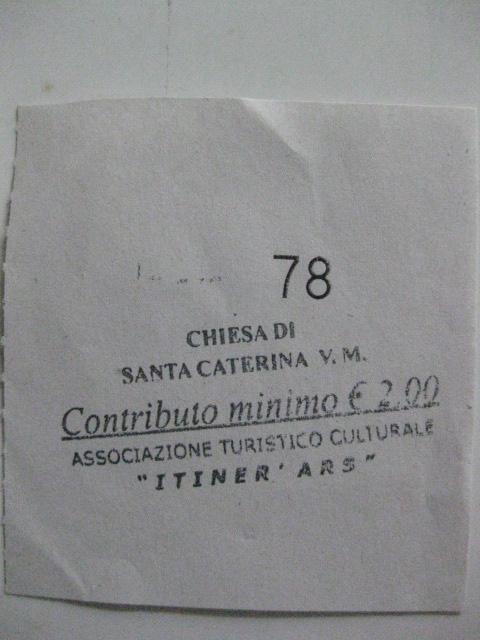 78
CHIESA DI
SANTA CATERINA V. M.
Contributo minimo € 2.00
ASSOCIAZIONE TURISTICO CULTURALE
"ITINER' ARS"